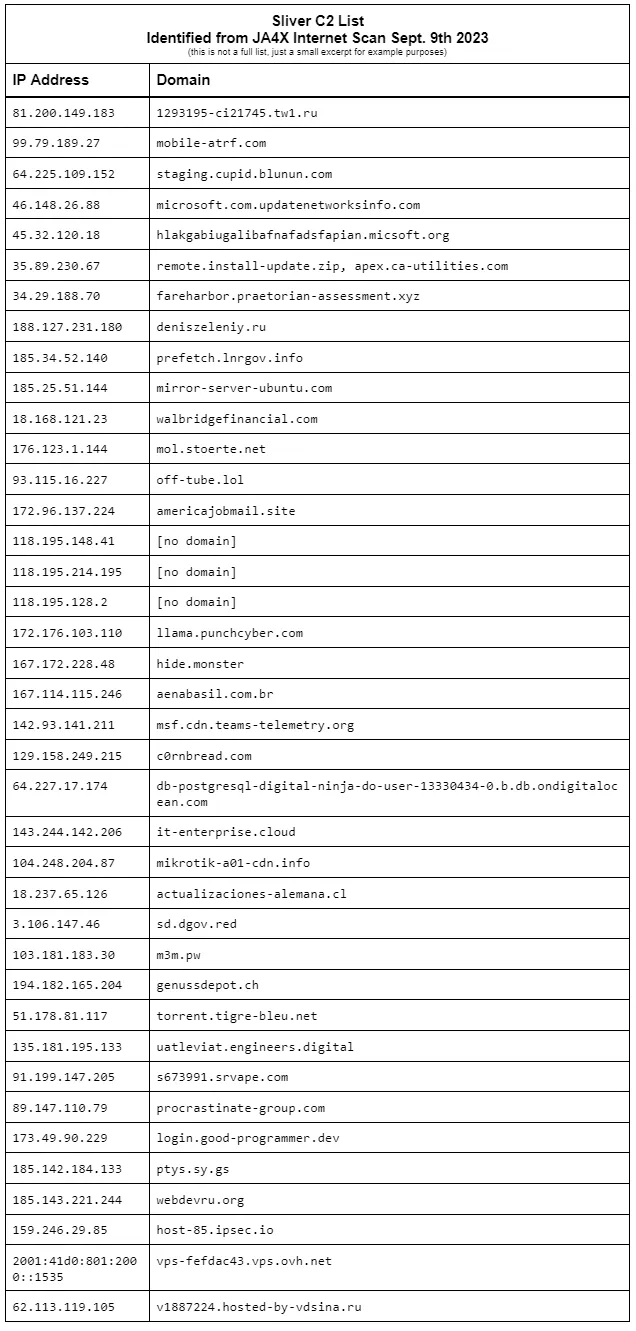 Sliver C2 List
Identified from JA4X Internet Scan Sept. 9th 2023
(this is not a full list, just a small excerpt for example purposes)
IP Address Domain
81.200.149.183 1293195-ci21745.tw1.ru
99.79.189.27 mobile-atrf.com
64.225.109.152 staging.cupid.blunun.com
46.148.26.88 microsoft.com.updatenetworksinfo.com
45.32.120.18 hlakgabiugalibafnafadsfapian.micsoft.org
35.89.230.67 remote.install-update.zip, apex.ca-utilities.com
34.29.188.70 fareharbor.praetorian-assessment.xyz
188.127.231.180 deniszeleniy.ru
185.34.52.140 prefetch.lnrgov.info
185.25.51.144 mirror-server-ubuntu.com
18.168.121.23 walbridgefinancial.com
176.123.1.144 mol.stoerte.net
93.115.16.227 off-tube.lol
172.96.137.224 americajobmail.site
118.195.148.41 [no domain]
118.195.214.195 [no domain]
118.195.128.2 [no domain]
172.176.103.110 llama.punchcyber.com
167.172.228.48 hide.monster
167.114.115.246 aenabasil.com.br
142.93.141.211 msf.cdn.teams-telemetry.org
129.158.249.215 c0rnbread.com
64.227.17.174 db-postgresql-digital-ninja-do-user-13330434-0.b.db.ondigitaloc
ean.com
143.244.142.206 it-enterprise.cloud
104.248.204.87 mikrotik-a01-cdn.info
18.237.65.126 actualizaciones-alemana.cl
3.106.147.46 sd.dgov.red
103.181.183.30 m3m.pw
194.182.165.204 genussdepot.ch
51.178.81.117 torrent.tigre-bleu.net
135.181.195.133 uatleviat.engineers.digital
91.199.147.205 s673991.srvape.com
89.147.110.79 procrastinate-group.com
173.49.90.229 login.good-programmer.dev
185.142.184.133 ptys.sy.gs
185.143.221.244 webdevru.org
159.246.29.85 host-85.ipsec.io
2001:41d0:801:200 vps-fefdac43.vps.ovh.net
0::1535
62.113.119.105 v1887224.hosted-by-vdsina.ru